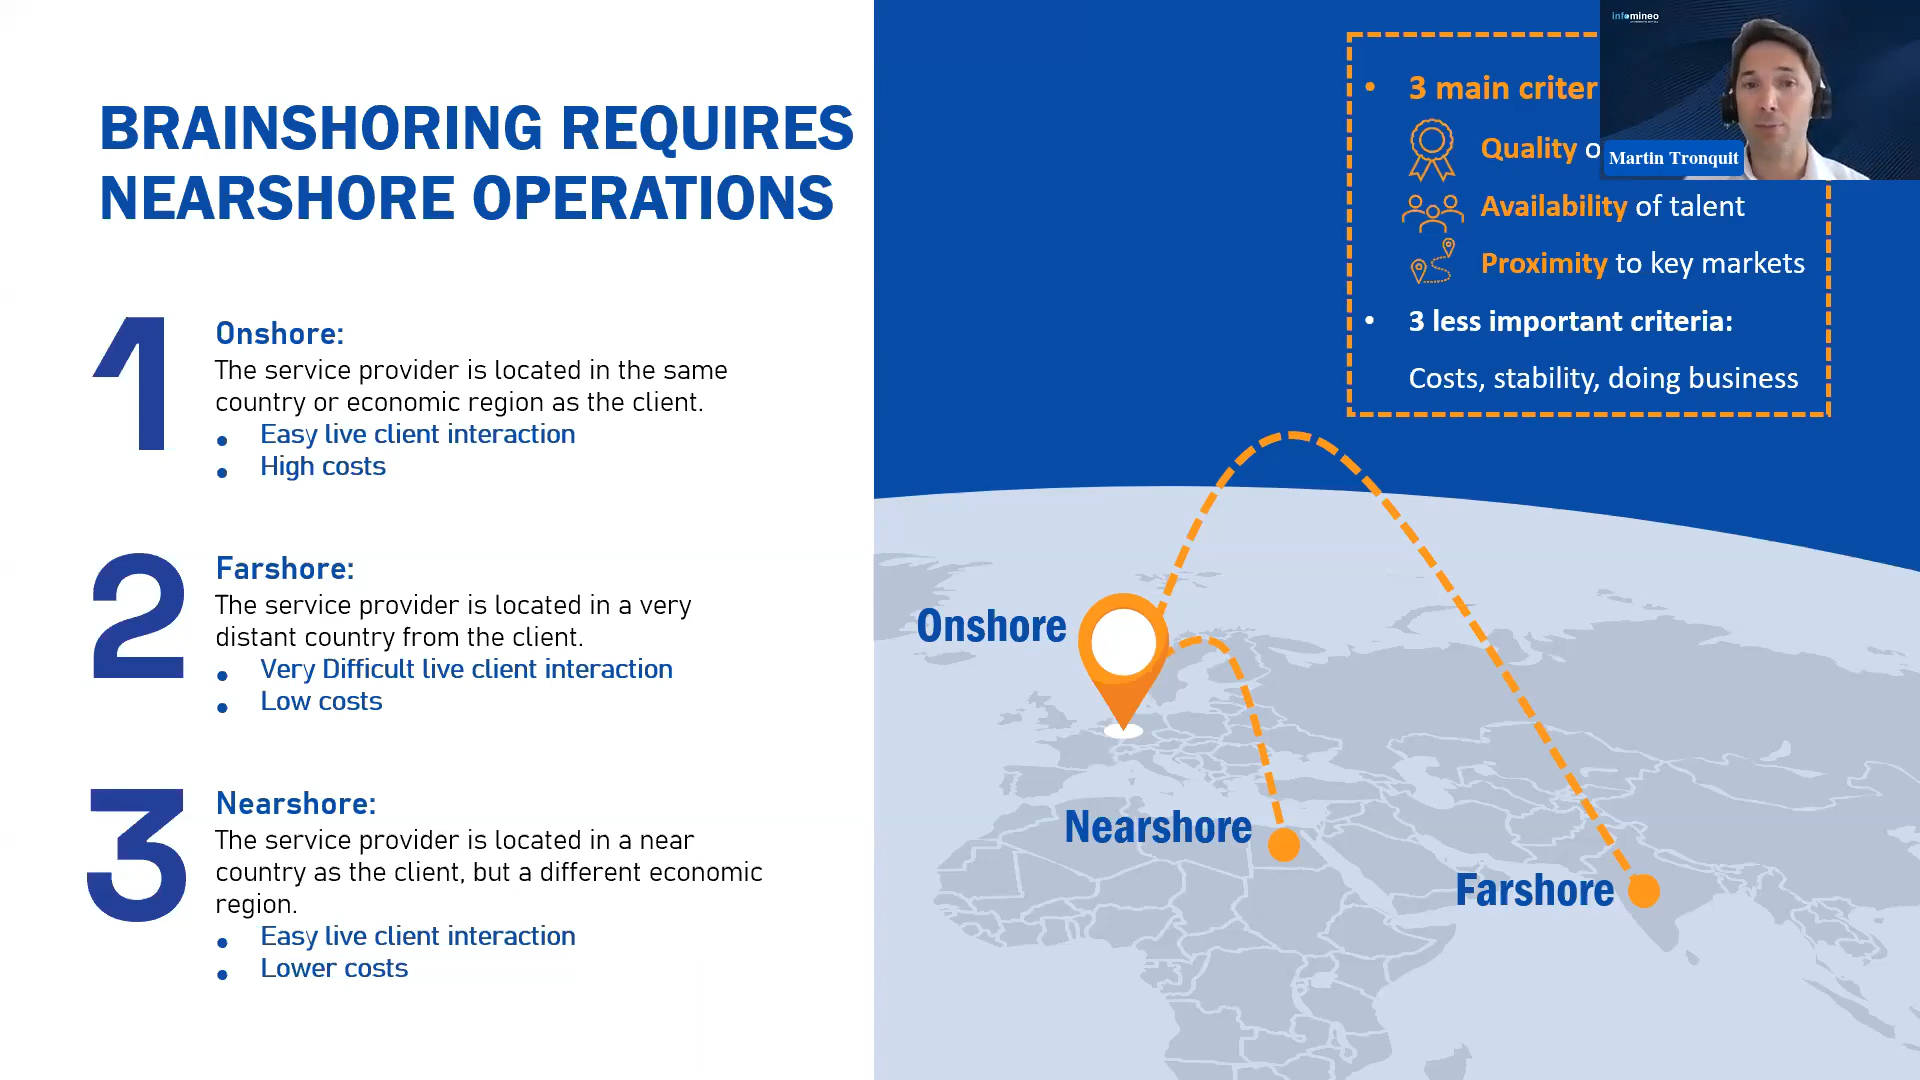 BRAINSHORING REQUIRES
NEARSHORE OPERATIONS
1
Onshore:
The service provider is located in the same
country or economic region as the client.
• Easy live client interaction
• High costs
2
Farshore:
The service provider is located in a very
distant country from the client.
• Very Difficult live client interaction
• Low costs
3
Nearshore:
The service provider is located in a near
country as the client, but a different economic
region.
• Easy live client interaction
• Lower costs
• 3 main criter
Quality o
Availability of talent
Proximity to key markets
• 3 less important criteria:
Costs, stability, doing business
infomineo
Martin Tronquit
Onshore
Nearshore
Farshore